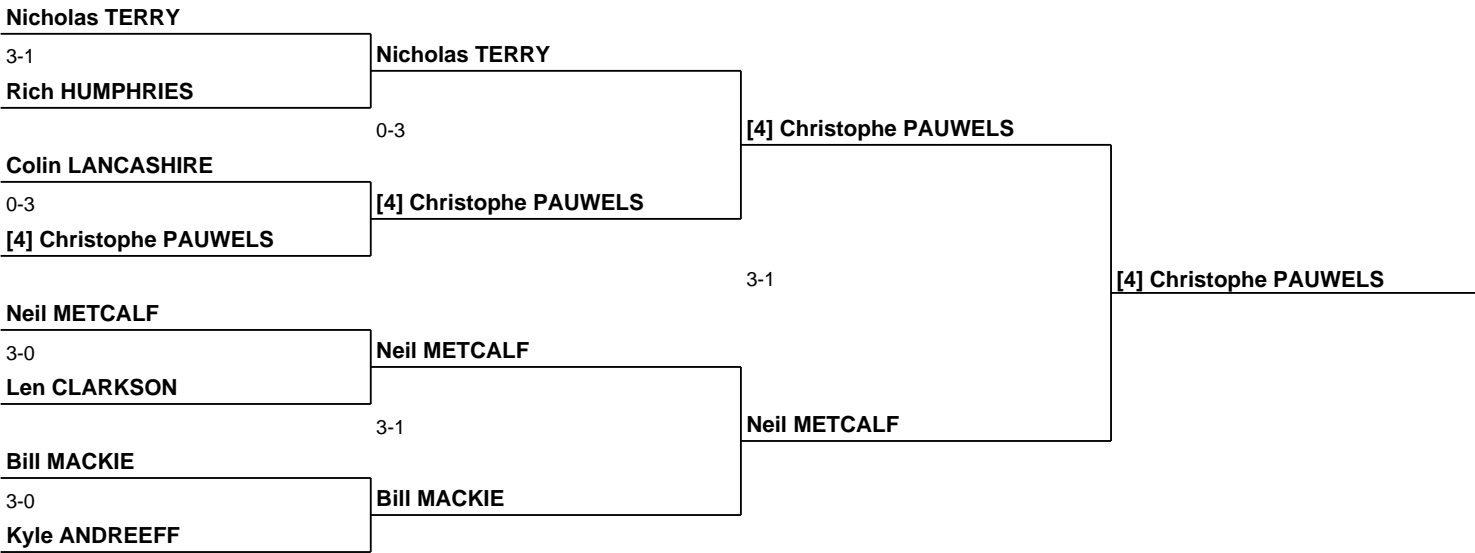 Nicholas TERRY
3-1
Nicholas TERRY
Rich HUMPHRIES
0-3
[4] Christophe PAUWELS
Colin LANCASHIRE
0-3
[4] Christophe PAUWELS
[4] Christophe PAUWELS
3-1
[4] Christophe PAUWELS
Neil METCALF
3-0
Neil METCALF
Len CLARKSON
3-1
Neil METCALF
Bill MACKIE
3-0
Bill MACKIE
Kyle ANDREEFF